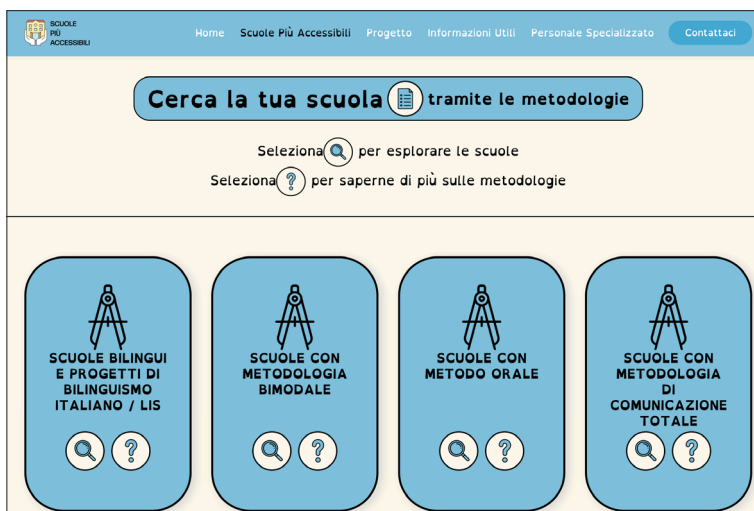 SCUOLE
PIÙ
ACCESSIBILI
Home Scuole Più Accessibili Progetto Informazioni Utili Personale Specializzato Contattaci
Cerca la tua scuola tramite le metodologie
Seleziona per esplorare le scuole
Seleziona ? per saperne di più sulle metodologie
SCUOLE BILINGUI
E PROGETTI DI
BILINGUISMO
ITALIANO / LIS
?
SCUOLE CON
METODOLOGIA
BIMODALE
?
SCUOLE CON
METODO ORALE
?
SCUOLE CON
METODOLOGIA
DI
COMUNICAZIONE
TOTALE
?